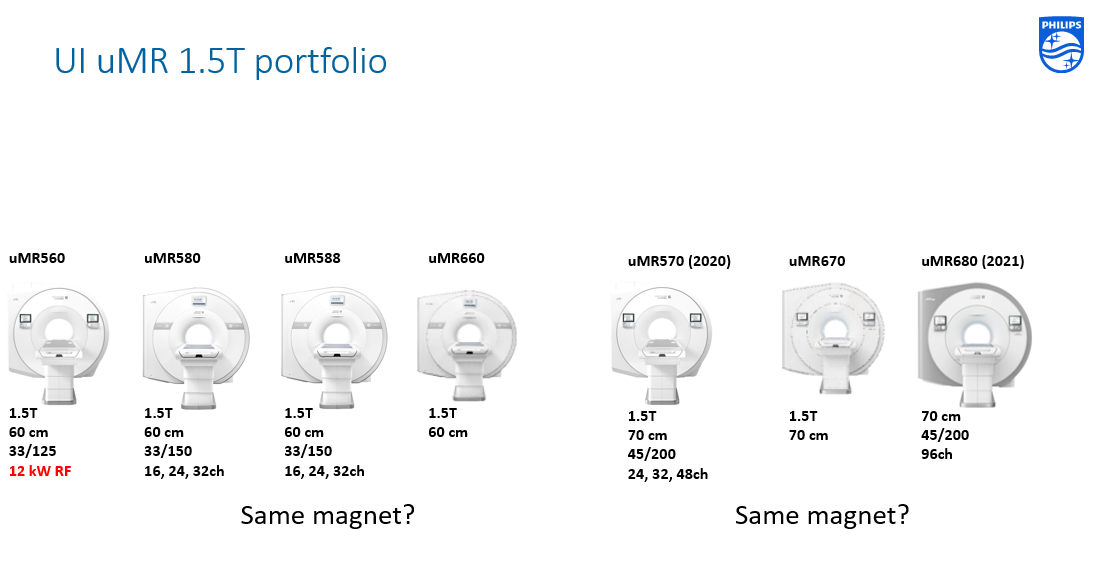 UI uMR 1.5T portfolio
PHILIPS
uMR560
uMR580
uMR588
uMR660
uMR570 (2020)
uMR670
uMR680 (2021)
1.5T
60 cm
33/125
12 kW RF
1.5T
60 cm
33/150
16, 24, 32ch
1.5T
60 cm
33/150
16, 24, 32ch
1.5T
60 cm
1.5T
70 cm
45/200
24, 32, 48ch
1.5T
70 cm
70 cm
45/200
96ch
Same magnet?
Same magnet?